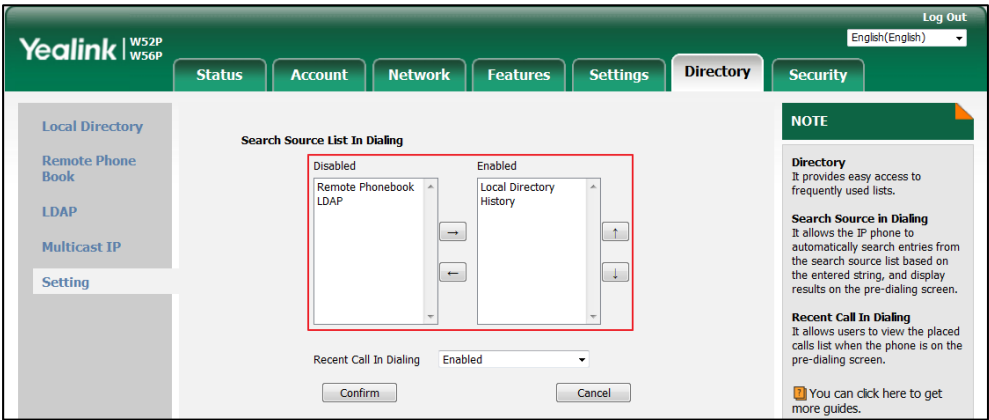 Log Out
Yealink W52P
W56P
English(English)
Status Account Network Features Settings Directory Security
Local Directory
Remote Phone
Book
LDAP
Multicast IP
Setting
Search Source List In Dialing
Disabled Enabled
Remote Phonebook
LDAP
Local Directory
History
→
←
↑
↓
Recent Call In Dialing Enabled
Confirm Cancel
NOTE
Directory
It provides easy access to
frequently used lists.
Search Source in Dialing
It allows the IP phone to
automatically search entries from
the search source list based on
the entered string, and display
results on the pre-dialing screen.
Recent Call In Dialing
It allows users to view the placed
calls list when the phone is on the
pre-dialing screen.
You can click here to get
more guides.